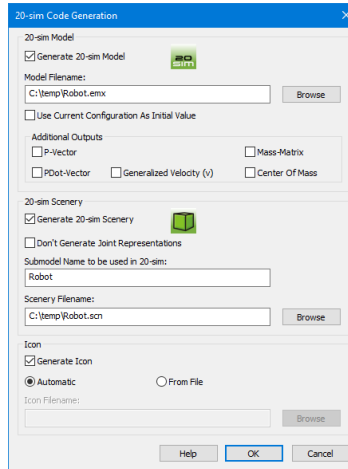 20-sim Code Generation
20-sim Model
Generate 20-sim Model
20
SIM
Model Filename:
C:\temp\Robot.emx
Browse
Use Current Configuration As Initial Value
Additional Outputs
P-Vector
Mass-Matrix
PDot-Vector
Generalized Velocity (v)
Center Of Mass
20-sim Scenery
Generate 20-sim Scenery
Don't Generate Joint Representations
Submodel Name to be used in 20-sim:
Robot
Scenery Filename:
C:\temp\Robot.scn
Browse
Icon
Generate Icon
Automatic
From File
Icon Filename:
Browse
Help
OK
Cancel